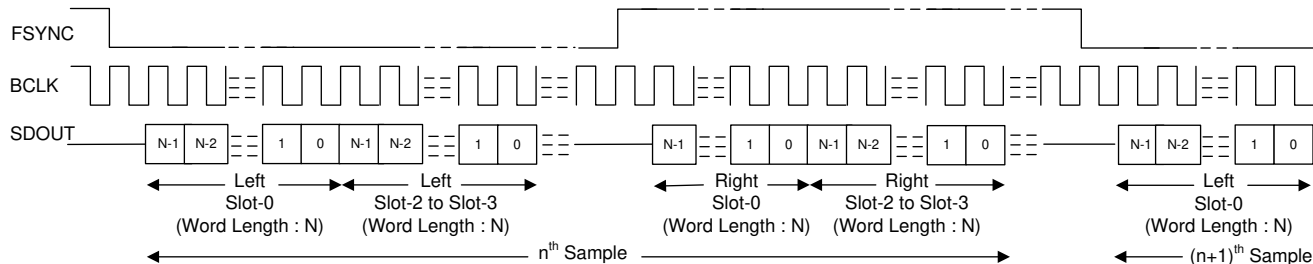 FSYNC
BCLK
SDOUT N-1 N-2 1 0 N-1 N-2 1 0 N-1 1 0 N-1 N-2 1 0 N-1 N-2 1 0
Left Left Right Right Left
Slot-0 Slot-2 to Slot-3 Slot-0 Slot-2 to Slot-3 Slot-0
(Word Length : N) (Word Length : N) (Word Length : N) (Word Length : N) (Word Length : N)
nth Sample (n+1)th Sample